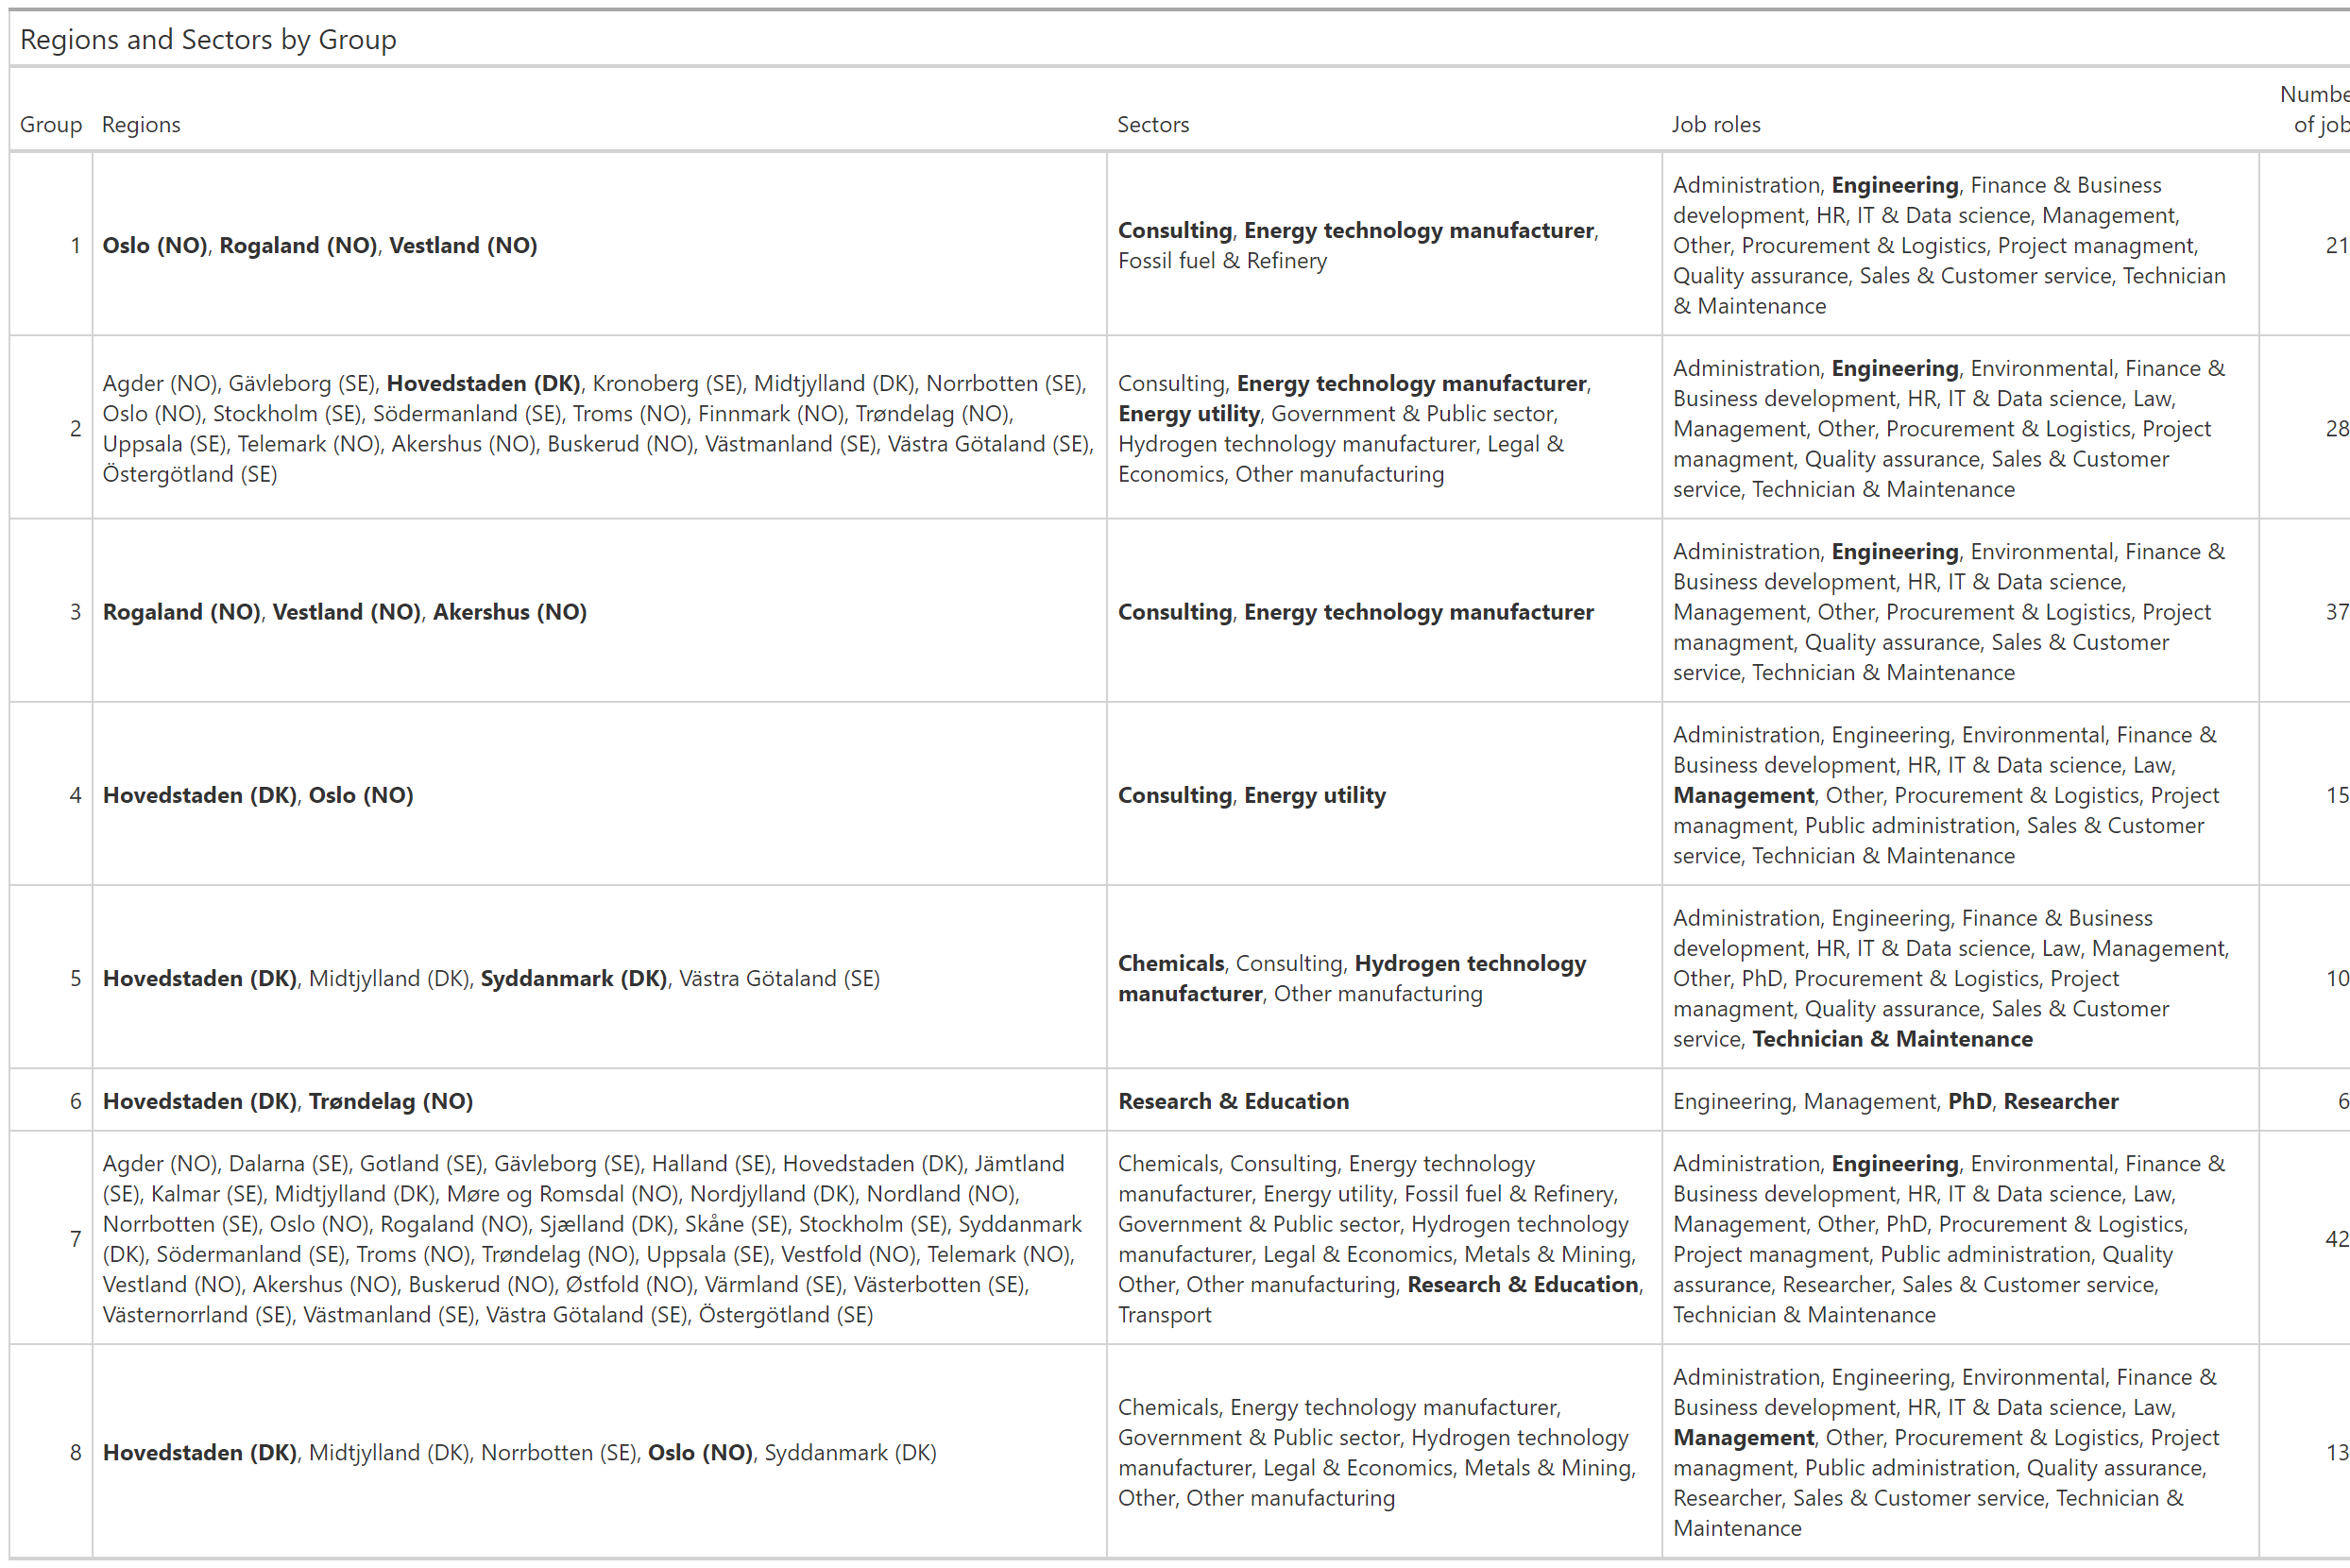 Regions and Sectors by Group
Group Regions Sectors Job roles Numbe
of job
1 Oslo (NO), Rogaland (NO), Vestland (NO)
Consulting, Energy technology manufacturer,
Fossil fuel & Refinery
Administration, Engineering, Finance & Business
development, HR, IT & Data science, Management,
Other, Procurement & Logistics, Project managment,
Quality assurance, Sales & Customer service, Technician
& Maintenance
21
2
Agder (NO), Gävleborg (SE), Hovedstaden (DK), Kronoberg (SE), Midtjylland (DK), Norrbotten (SE),
Oslo (NO), Stockholm (SE), Södermanland (SE), Troms (NO), Finnmark (NO), Trøndelag (NO),
Uppsala (SE), Telemark (NO), Akershus (NO), Buskerud (NO), Västmanland (SE), Västra Götaland (SE),
Östergötland (SE)
Consulting, Energy technology manufacturer,
Energy utility, Government & Public sector,
Hydrogen technology manufacturer, Legal &
Economics, Other manufacturing
Administration, Engineering, Environmental, Finance &
Business development, HR, IT & Data science, Law,
Management, Other, Procurement & Logistics, Project
managment, Quality assurance, Sales & Customer
service, Technician & Maintenance
28
3 Rogaland (NO), Vestland (NO), Akershus (NO)
Consulting, Energy technology manufacturer
Administration, Engineering, Environmental, Finance &
Business development, HR, IT & Data science,
Management, Other, Procurement & Logistics, Project
managment, Quality assurance, Sales & Customer
service, Technician & Maintenance
37
4 Hovedstaden (DK), Oslo (NO)
Consulting, Energy utility
Administration, Engineering, Environmental, Finance &
Business development, HR, IT & Data science, Law,
Management, Other, Procurement & Logistics, Project
managment, Public administration, Sales & Customer
service, Technician & Maintenance
15
5 Hovedstaden (DK), Midtjylland (DK), Syddanmark (DK), Västra Götaland (SE)
Chemicals, Consulting, Hydrogen technology
manufacturer, Other manufacturing
Administration, Engineering, Finance & Business
development, HR, IT & Data science, Law, Management,
Other, PhD, Procurement & Logistics, Project
managment, Quality assurance, Sales & Customer
service, Technician & Maintenance
10
6 Hovedstaden (DK), Trøndelag (NO)
Research & Education
Engineering, Management, PhD, Researcher
6
7
Agder (NO), Dalarna (SE), Gotland (SE), Gävleborg (SE), Halland (SE), Hovedstaden (DK), Jämtland
(SE), Kalmar (SE), Midtjylland (DK), Møre og Romsdal (NO), Nordjylland (DK), Nordland (NO),
Norrbotten (SE), Oslo (NO), Rogaland (NO), Sjælland (DK), Skåne (SE), Stockholm (SE), Syddanmark
(DK), Södermanland (SE), Troms (NO), Trøndelag (NO), Uppsala (SE), Vestfold (NO), Telemark (NO),
Vestland (NO), Akershus (NO), Buskerud (NO), Østfold (NO), Värmland (SE), Västerbotten (SE),
Västernorrland (SE), Västmanland (SE), Västra Götaland (SE), Östergötland (SE)
Chemicals, Consulting, Energy technology
manufacturer, Energy utility, Fossil fuel & Refinery,
Government & Public sector, Hydrogen technology
manufacturer, Legal & Economics, Metals & Mining,
Other, Other manufacturing, Research & Education,
Transport
Administration, Engineering, Environmental, Finance &
Business development, HR, IT & Data science, Law,
Management, Other, PhD, Procurement & Logistics,
Project managment, Public administration, Quality
assurance, Researcher, Sales & Customer service,
Technician & Maintenance
42
8 Hovedstaden (DK), Midtjylland (DK), Norrbotten (SE), Oslo (NO), Syddanmark (DK)
Chemicals, Energy technology manufacturer,
Government & Public sector, Hydrogen technology
manufacturer, Legal & Economics, Metals & Mining,
Other, Other manufacturing
Administration, Engineering, Environmental, Finance &
Business development, HR, IT & Data science, Law,
Management, Other, Procurement & Logistics, Project
managment, Public administration, Quality assurance,
Researcher, Sales & Customer service, Technician &
Maintenance
13